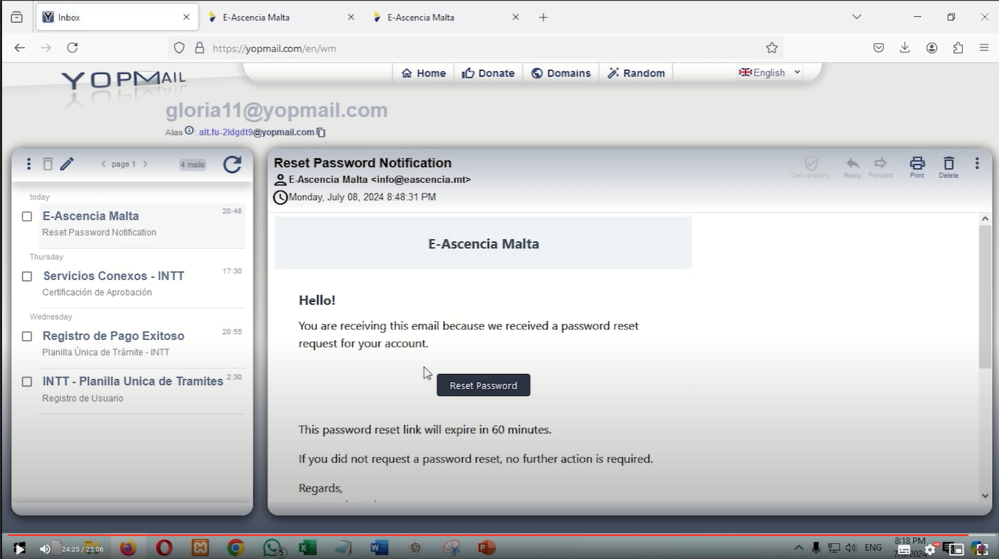 Inbox
E-Ascencia Malta
E-Ascencia Malta
https://yopmail.com/en/wm
YOPMAIL
Home
Donate
Domains
Random
English
gloria11@yopmail.com
Alias : alt.fu-2ldgdt9@yopmail.com
page 1
4 mails
today
E-Ascencia Malta 20:48
Reset Password Notification
Thursday
Servicios Conexos - INTT 17:30
Certificación de Aprobación
Wednesday
Registro de Pago Exitoso 20:55
Planilla Única de Trámite - INTT
INTT - Planilla Unica de Tramites 2:30
Registro de Usuario
Reset Password Notification
E-Ascencia Malta <info@eascencia.mt>
Monday, July 08, 2024 8:48:31 PM
Deliverability
Reply
Forward
Print
Delete
E-Ascencia Malta
Hello!
You are receiving this email because we received a password reset
request for your account.
Reset Password
This password reset link will expire in 60 minutes.
If you did not request a password reset, no further action is required.
Regards,
24:25 / 25:06
5
ENG
8:18 PM
HD